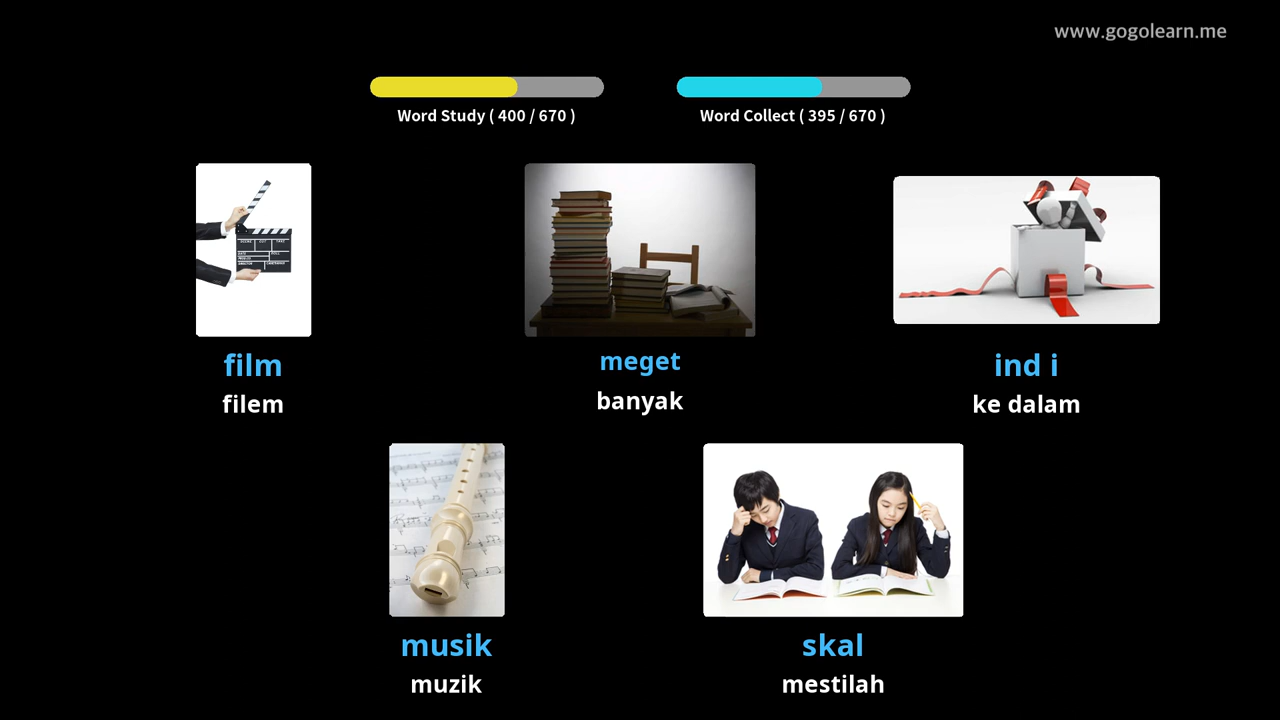 www.gogolearn.me
Word Study ( 400 / 670 )
Word Collect ( 395 / 670 )
film
filem
meget
banyak
ind i
ke dalam
musik
muzik
skal
mestilah